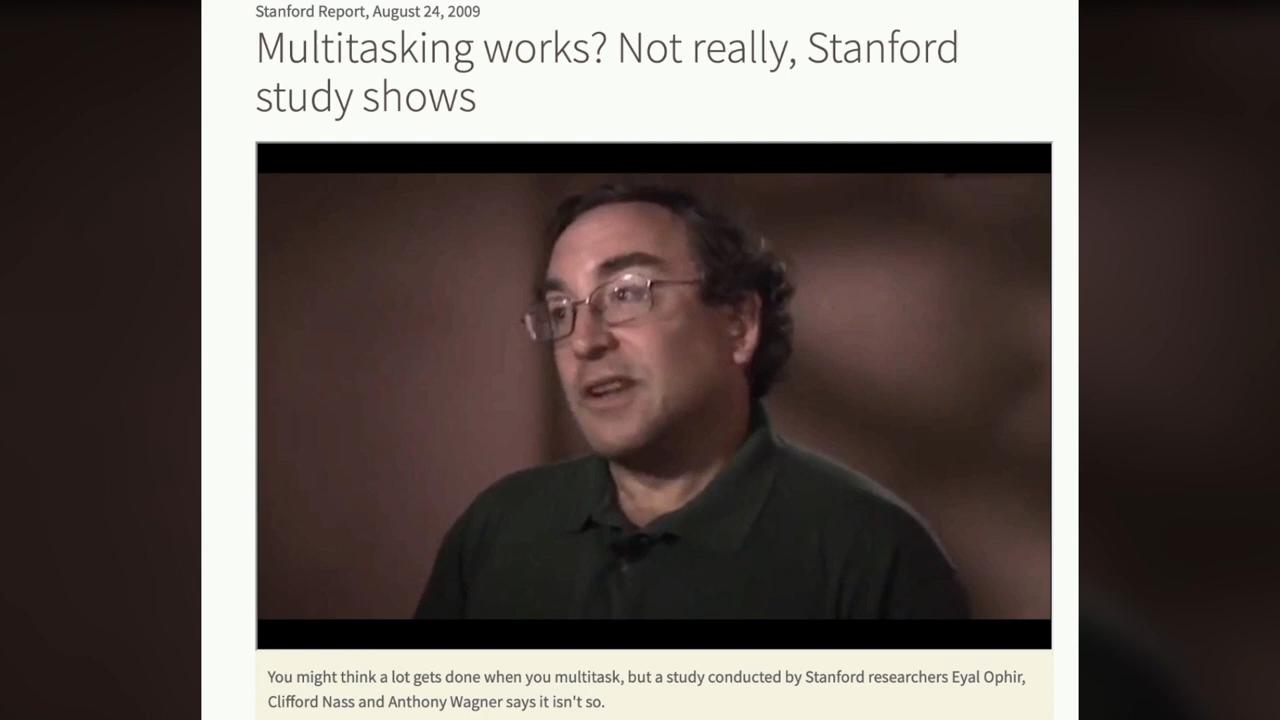 Stanford Report, August 24, 2009
Multitasking works? Not really, Stanford
study shows
You might think a lot gets done when you multitask, but a study conducted by Stanford researchers Eyal Ophir,
Clifford Nass and Anthony Wagner says it isn't so.